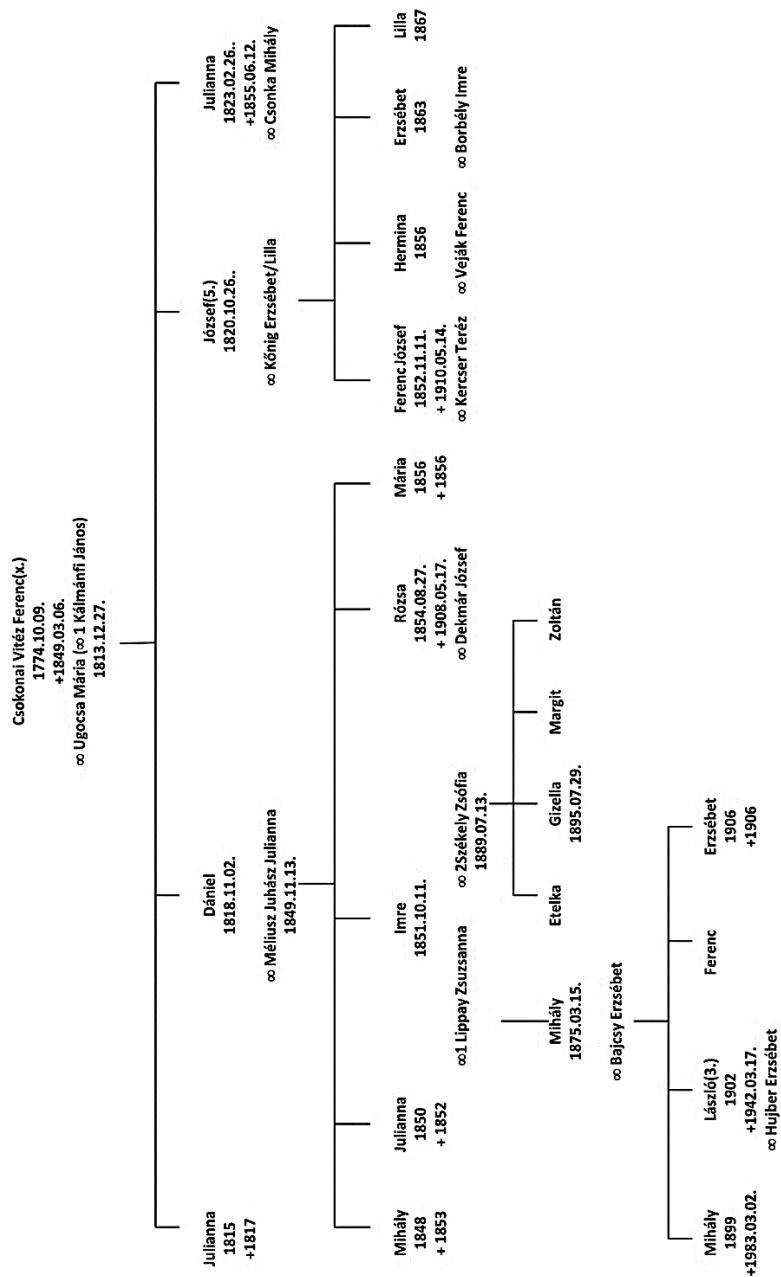 Csokonai Vitéz Ferenc(x.)
1774.10.09.
+1849.03.06.
∞ Ugocsa Mária (∞ 1 Kálmánfi János)
1813.12.27.
Julianna
1815
+1817
Dániel
1818.11.02.
∞ Méliusz Juhász Julianna
1849.11.13.
József(5.)
1820.10.26..
∞ Kőnig Erzsébet/Lilla
Julianna
1823.02.26..
+1855.06.12.
∞ Csonka Mihály
Mihály
1848
+ 1853
Julianna
1850
+ 1852
Imre
1851.10.11.
∞1 Lippay Zsuzsanna
∞ 2Székely Zsófia
1889.07.13.
Rózsa
1854.08.27.
+ 1908.05.17.
∞ Dekmár József
Mária
1856
+ 1856
Ferenc József
1852.11.11.
+ 1910.05.14.
∞ Kercser Teréz
Hermina
1856
∞ Veják Ferenc
Erzsébet
1863
∞ Borbély Imre
Lilla
1867
Mihály
1875.03.15.
∞ Bajcsy Erzsébet
Etelka
Gizella
1895.07.29.
Margit
Zoltán
Mihály
1899
+1983.03.02.
László(3.)
1902
+1942.03.17.
∞ Hujber Erzsébet
Ferenc
Erzsébet
1906
+1906